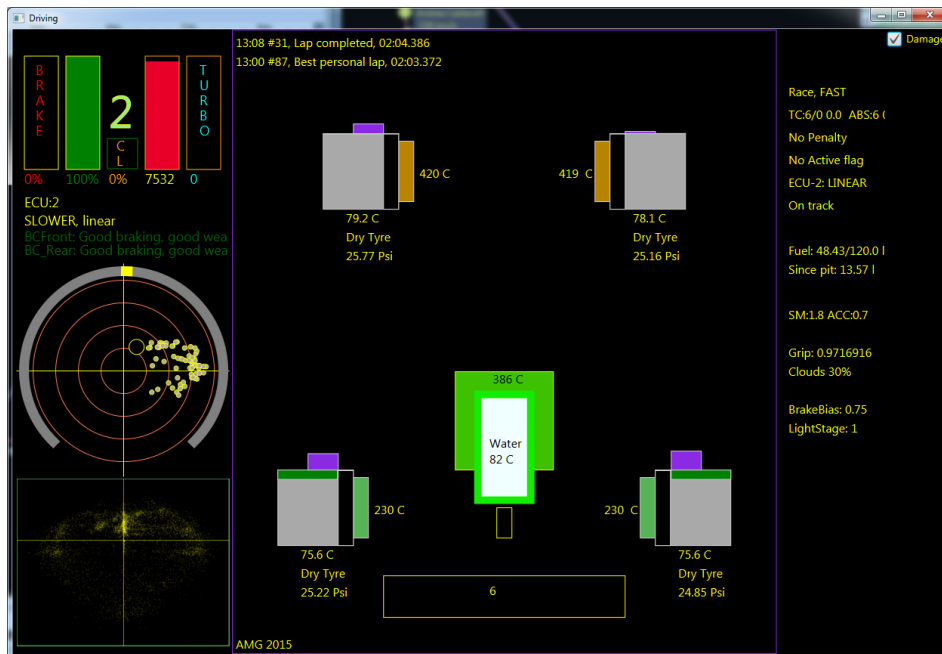 Driving
13:08 #31, Lap completed, 02:04.386
13:00 #87, Best personal lap, 02:03.372
Damage
BRAKE
2
CL
TURBO
0% 100% 0% 7532 0
ECU:2
SLOWER, linear
BCFront: Good braking, good wea
BC_Rear: Good braking, good wea
420 C
419 C
79.2 C
Dry Tyre
25.77 Psi
78.1 C
Dry Tyre
25.16 Psi
386 C
Water
82 C
230 C
230 C
75.6 C
Dry Tyre
25.22 Psi
75.6 C
Dry Tyre
24.85 Psi
6
AMG 2015
Race, FAST
TC:6/0 0.0 ABS:6 (
No Penalty
No Active flag
ECU-2: LINEAR
On track
Fuel: 48.43/120.0 l
Since pit: 13.57 l
SM:1.8 ACC:0.7
Grip: 0.9716916
Clouds 30%
BrakeBias: 0.75
LightStage: 1